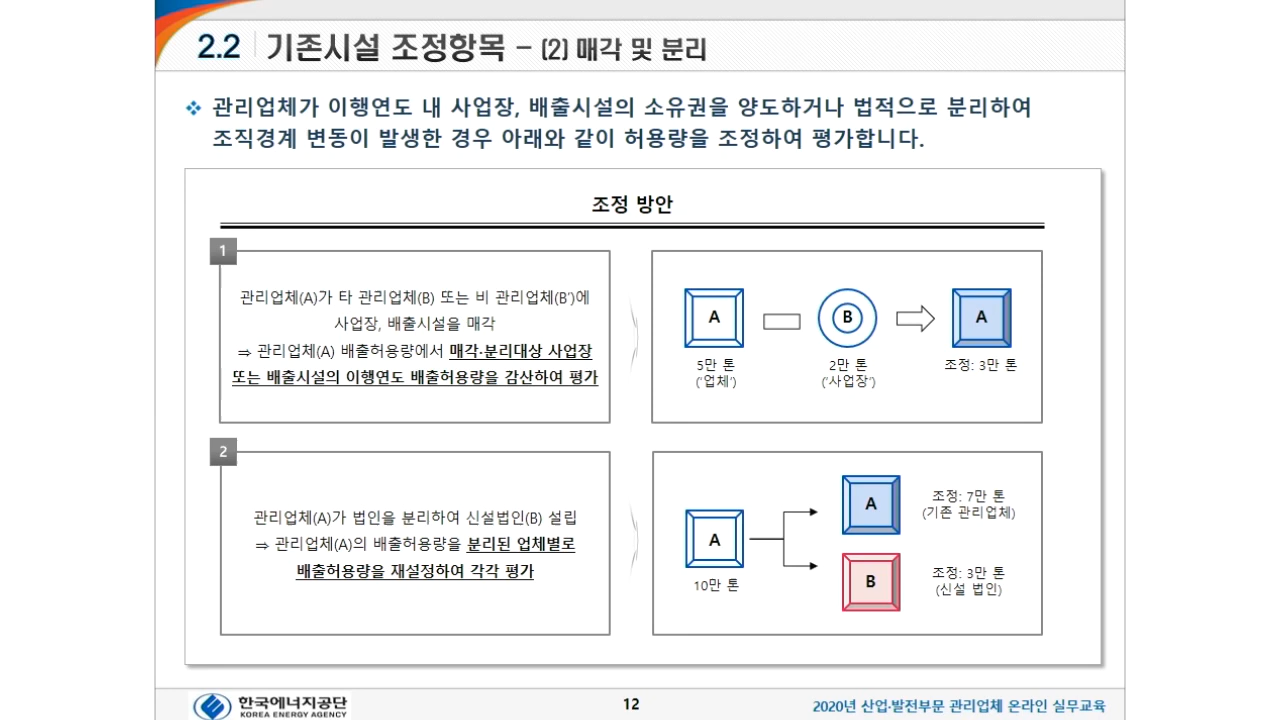 2.2 기존시설 조정항목 – (2) 매각 및 분리
❖ 관리업체가 이행연도 내 사업장, 배출시설의 소유권을 양도하거나 법적으로 분리하여
조직경계 변동이 발생한 경우 아래와 같이 허용량을 조정하여 평가합니다.
조정 방안
1
관리업체(A)가 타 관리업체(B) 또는 비 관리업체(B')에
사업장, 배출시설을 매각
⇒ 관리업체(A) 배출허용량에서 매각·분리대상 사업장
또는 배출시설의 이행연도 배출허용량을 감산하여 평가
A
B
A
5만 톤
('업체')
2만 톤
('사업장')
조정: 3만 톤
2
관리업체(A)가 법인을 분리하여 신설법인(B) 설립
⇒ 관리업체(A)의 배출허용량을 분리된 업체별로
배출허용량을 재설정하여 각각 평가
A
10만 톤
A
조정: 7만 톤
(기존 관리업체)
B
조정: 3만 톤
(신설 법인)
한국에너지공단
KOREA ENERGY AGENCY
12
2020년 산업·발전부문 관리업체 온라인 실무교육